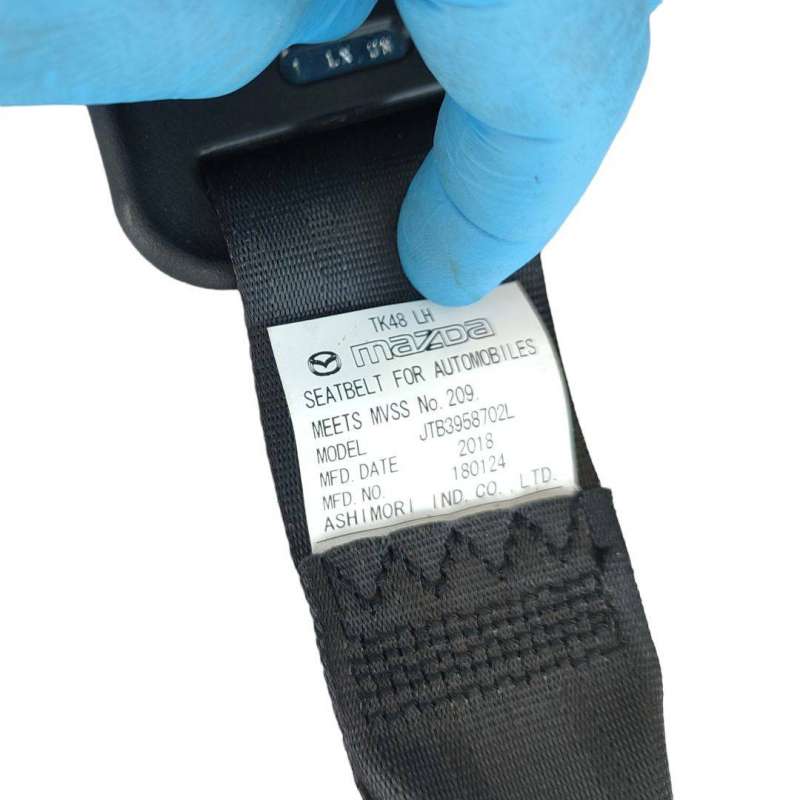 TK48 LH
mazda
SEATBELT FOR AUTOMOBILES
MEETS MVSS No. 209.
MODEL JTB3958702L
MFD. DATE 2018
MFD. NO. 180124
ASHIMORI IND. CO., LTD.